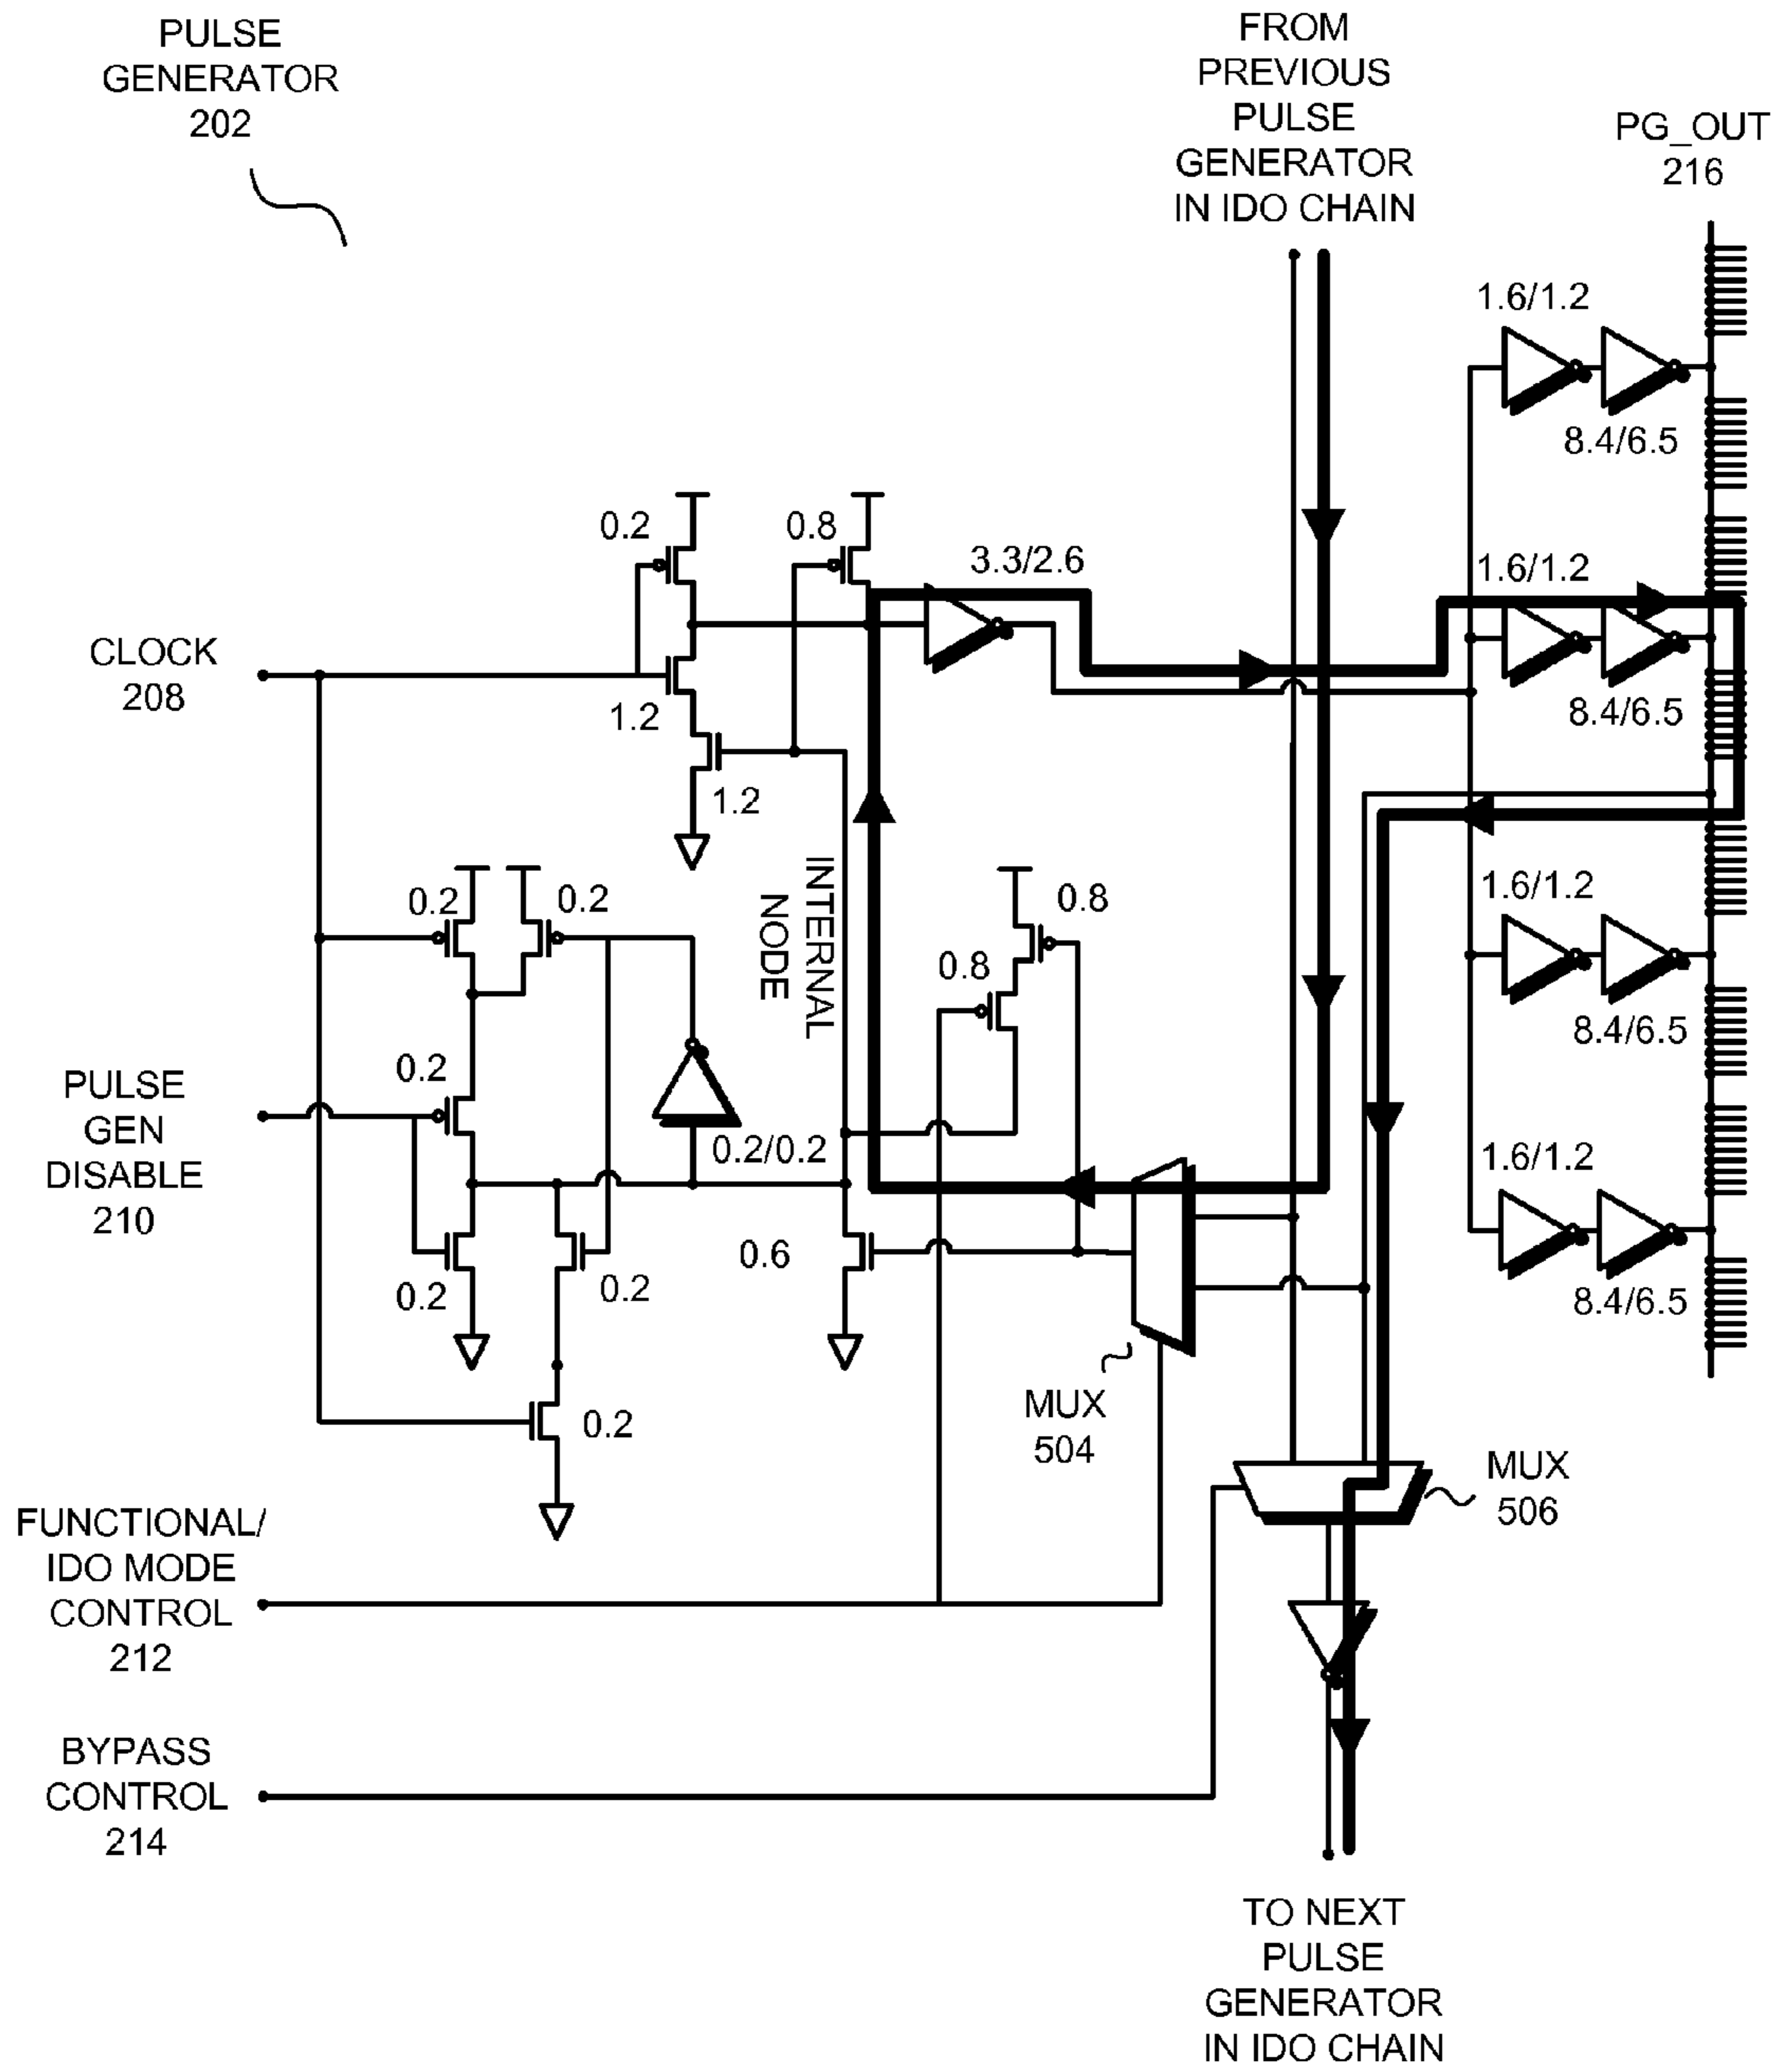 PULSE
GENERATOR
202
FROM
PREVIOUS
PULSE
GENERATOR
IN IDO CHAIN
PG_OUT
216
1.6/1.2
8.4/6.5
0.2
0.8
3.3/2.6
1.6/1.2
CLOCK
208
1.2
8.4/6.5
1.2
INTERNAL
NODE
0.2
0.2
0.8
1.6/1.2
0.8
8.4/6.5
PULSE
GEN
DISABLE
210
0.2
0.2/0.2
1.6/1.2
0.2
0.2
0.6
8.4/6.5
MUX
504
0.2
MUX
506
FUNCTIONAL/
IDO MODE
CONTROL
212
BYPASS
CONTROL
214
TO NEXT
PULSE
GENERATOR
IN IDO CHAIN